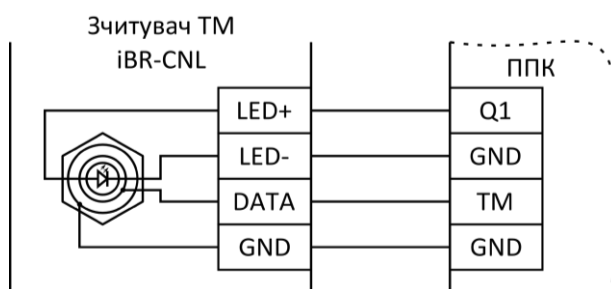 Зчитувач ТМ
iBR-CNL
ППК
LED+
Q1
LED-
GND
DATA
TM
GND
GND